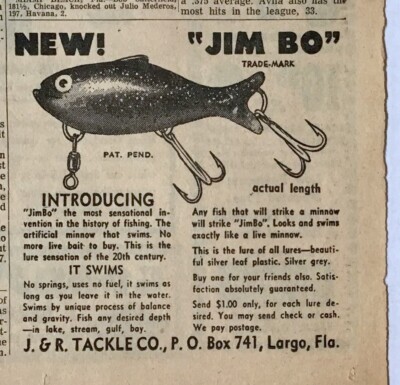 181½, Chicago, knocked out Julio Mederos,
197, Havana, 2.
.375 average. Avila also has the
most hits in the league, 33.
NEW! "JIM BO"
TRADE-MARK
PAT. PEND.
actual length
INTRODUCING
"JimBo" the most sensational in-
vention in the history of fishing. The
artificial minnow that swims. No
more live bait to buy. This is the
lure sensation of the 20th century.
IT SWIMS
No springs, uses no fuel, it swims as
long as you leave it in the water.
Swims by unique process of balance
and gravity. Fish any desired depth
—in lake, stream, gulf, bay.
Any fish that will strike a minnow
will strike "JimBo". Looks and swims
exactly like a live minnow.
This is the lure of all lures—beauti-
ful silver leaf plastic. Silver grey.
Buy one for your friends also. Satis-
faction absolutely guaranteed.
Send $1.00 only, for each lure de-
sired. You may send check or cash.
We pay postage.
J. & R. TACKLE CO., P. O. Box 741, Largo, Fla.